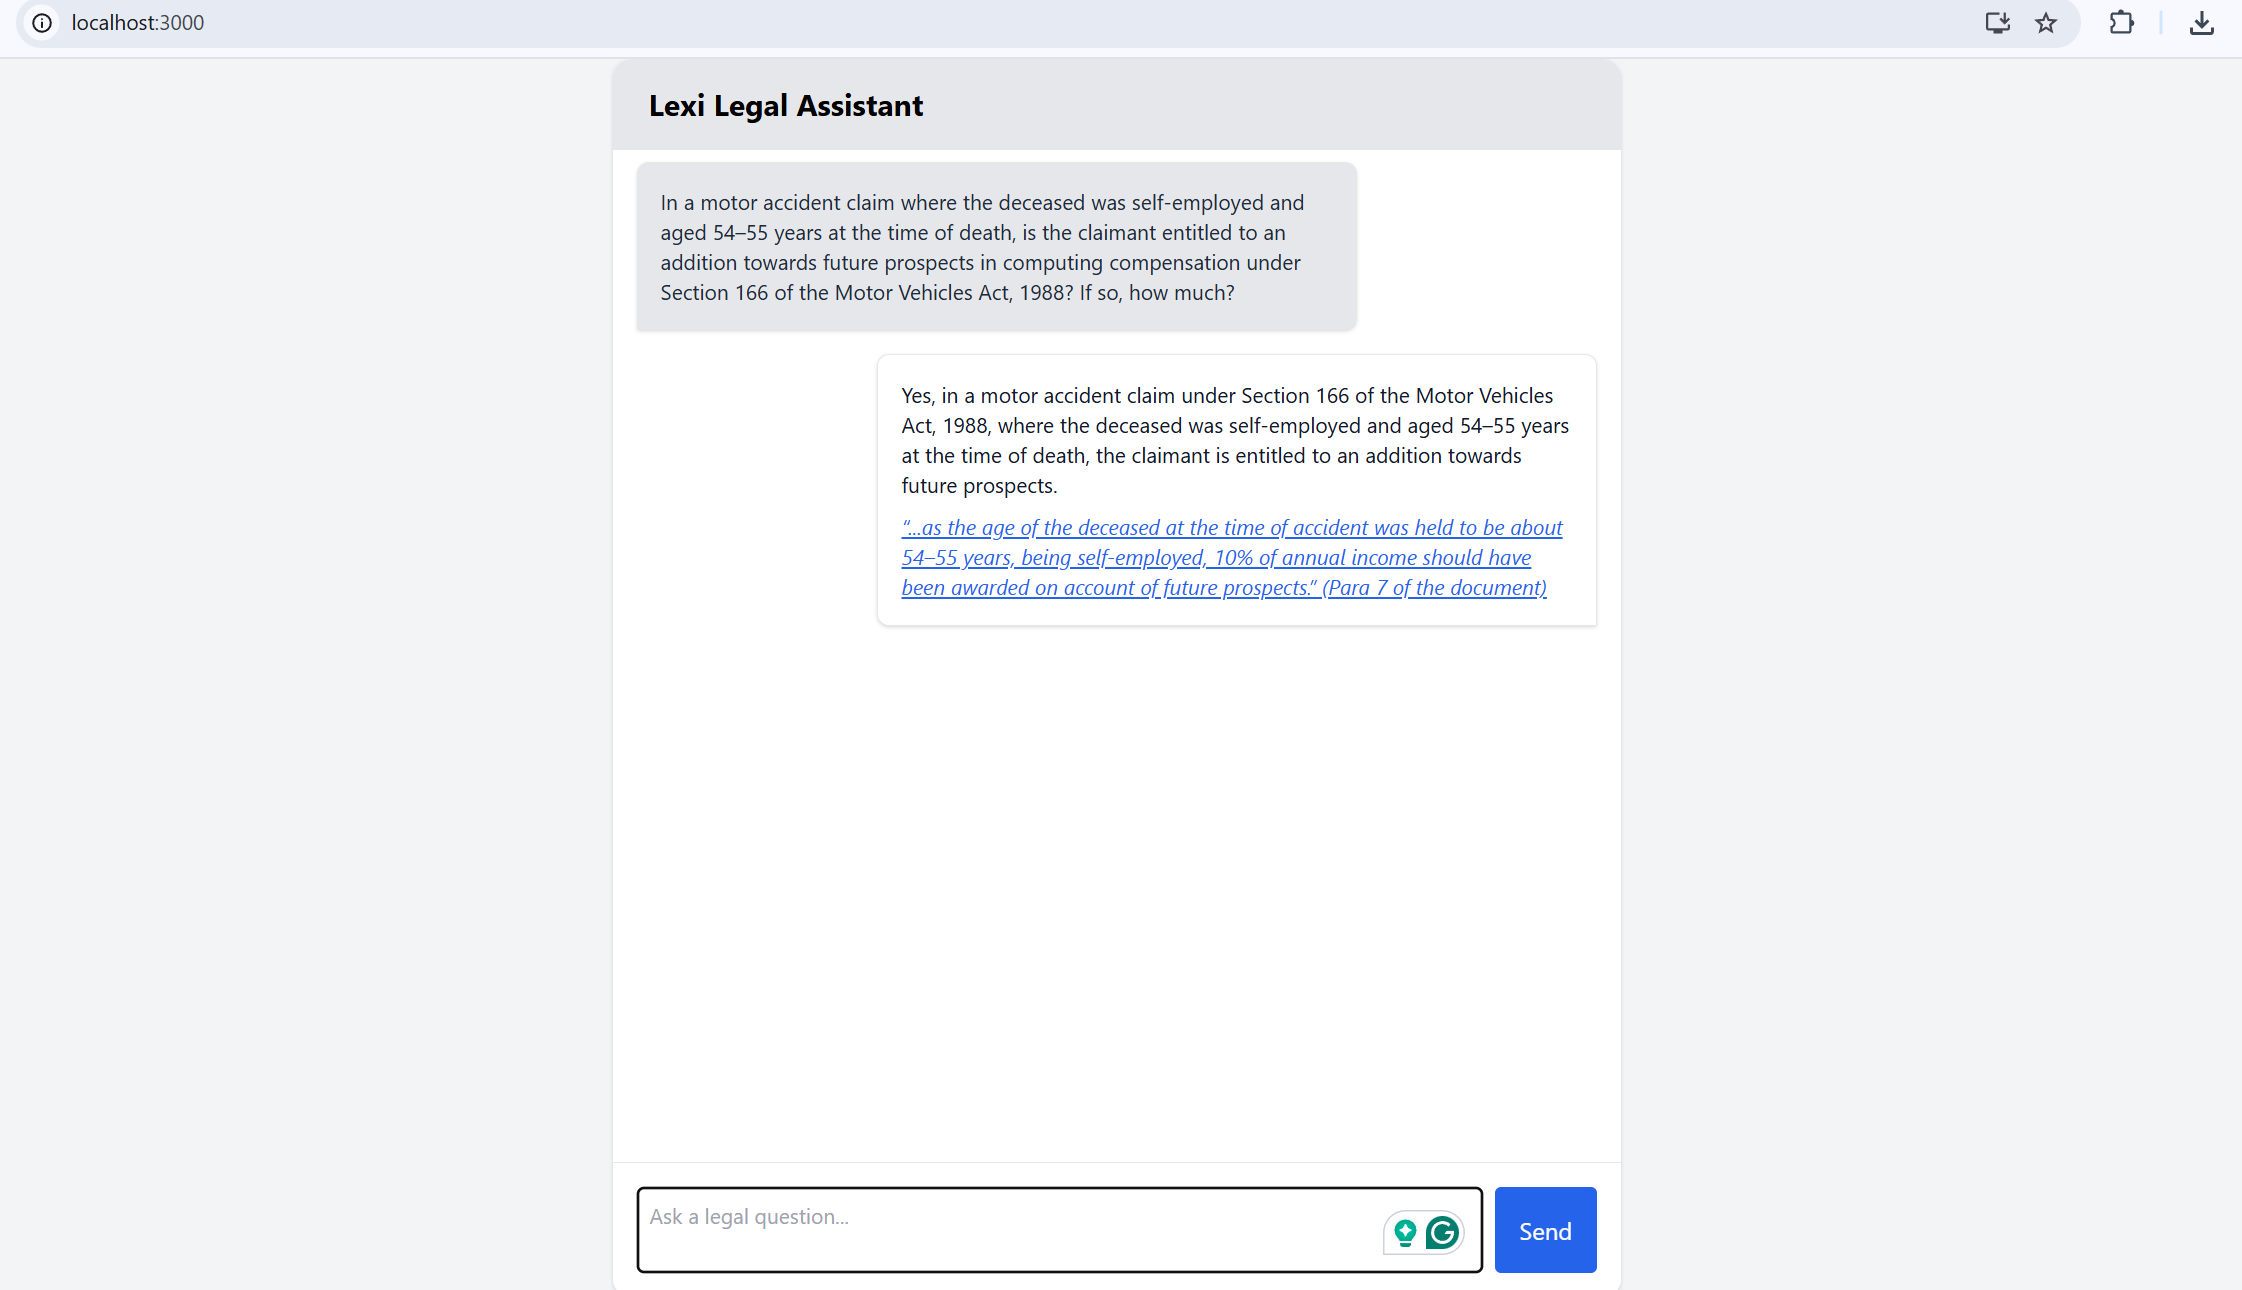 localhost:3000
Lexi Legal Assistant
In a motor accident claim where the deceased was self-employed and
aged 54–55 years at the time of death, is the claimant entitled to an
addition towards future prospects in computing compensation under
Section 166 of the Motor Vehicles Act, 1988? If so, how much?
Yes, in a motor accident claim under Section 166 of the Motor Vehicles
Act, 1988, where the deceased was self-employed and aged 54–55 years
at the time of death, the claimant is entitled to an addition towards
future prospects.
“...as the age of the deceased at the time of accident was held to be about
54–55 years, being self-employed, 10% of annual income should have
been awarded on account of future prospects.” (Para 7 of the document)
Ask a legal question...
Send